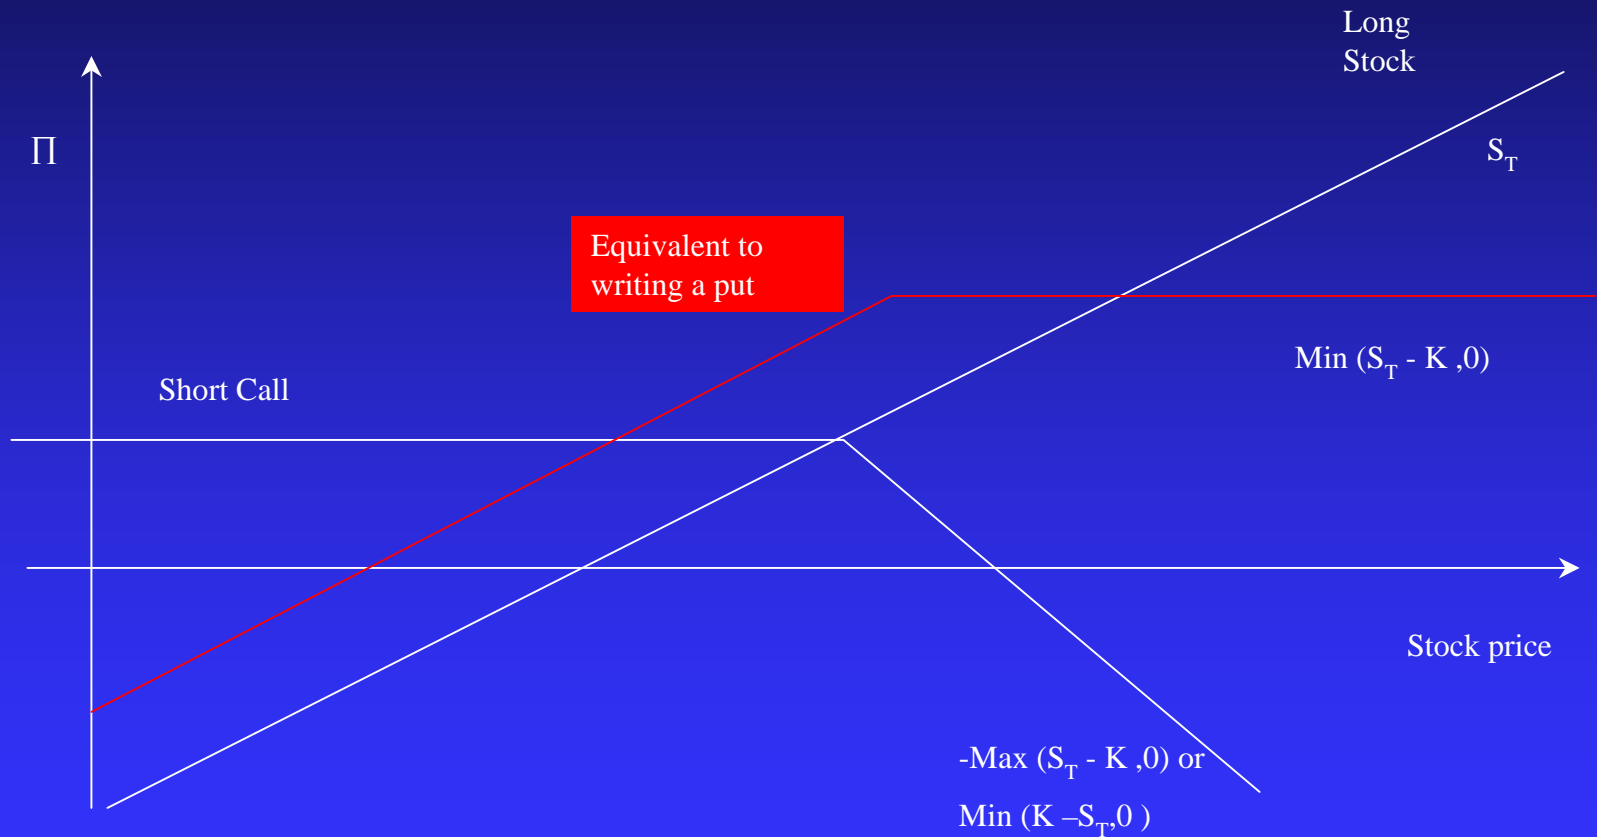 Long
Stock
∏
S_T
Equivalent to
writing a put
Min (S_T - K ,0)
Short Call
Stock price
-Max (S_T - K ,0) or
Min (K –S_T,0 )